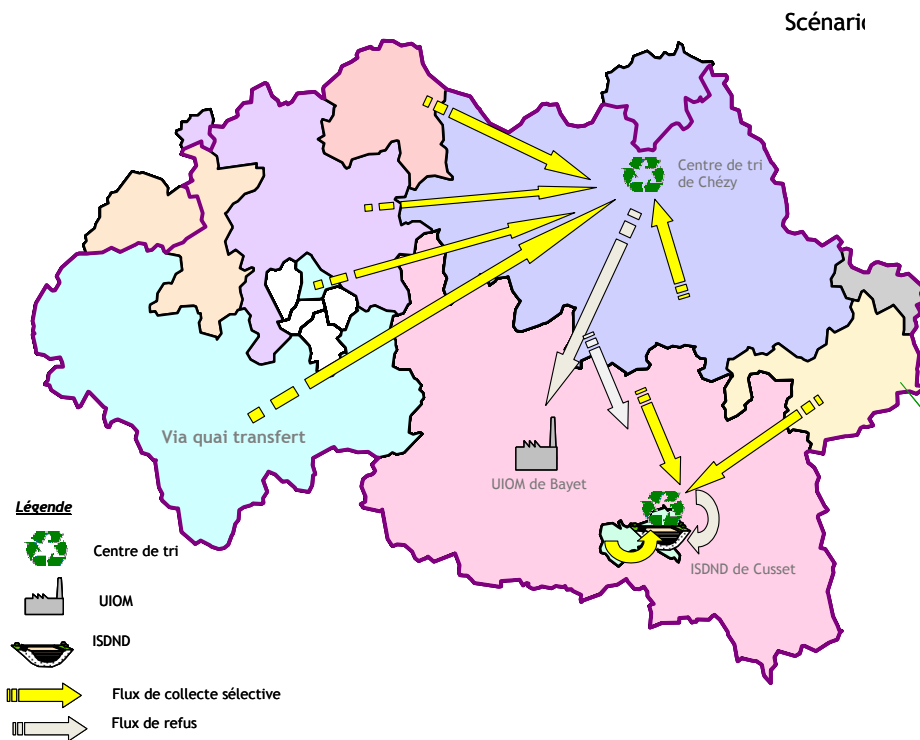 Scénari
Centre de tri
de Chézy
Via quai transfert
UIOM de Bayet
ISDND de Cusset
Légende
Centre de tri
UIOM
ISDND
Flux de collecte sélective
Flux de refus